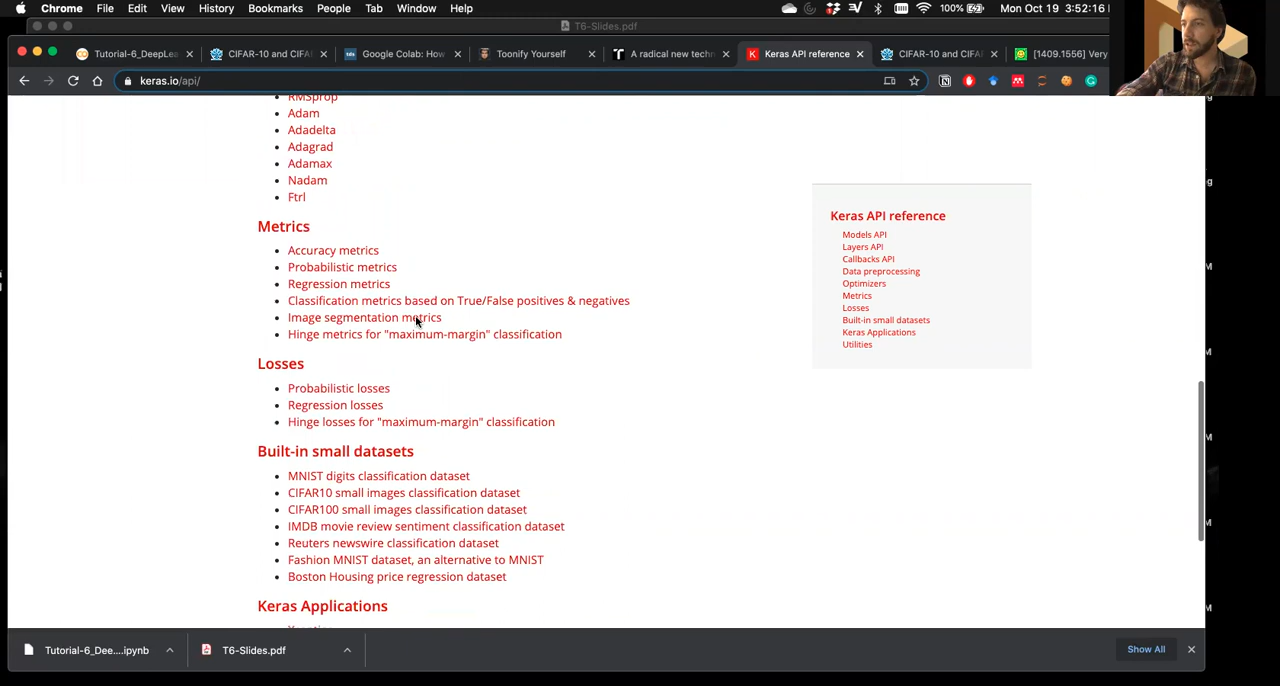 Chrome File Edit View History Bookmarks People Tab Window Help 100% Mon Oct 19 3:52:16
T6-Slides.pdf
Tutorial-6_DeepLea CIFAR-10 and CIFA Google Colab: How Toonify Yourself A radical new techn Keras API reference CIFAR-10 and CIF [1409.1556] Very
keras.io/api/
RMSprop
Adam
Adadelta
Adagrad
Adamax
Nadam
Ftrl
Metrics
Accuracy metrics
Probabilistic metrics
Regression metrics
Classification metrics based on True/False positives & negatives
Image segmentation metrics
Hinge metrics for "maximum-margin" classification
Losses
Probabilistic losses
Regression losses
Hinge losses for "maximum-margin" classification
Built-in small datasets
MNIST digits classification dataset
CIFAR10 small images classification dataset
CIFAR100 small images classification dataset
IMDB movie review sentiment classification dataset
Reuters newswire classification dataset
Fashion MNIST dataset, an alternative to MNIST
Boston Housing price regression dataset
Keras Applications
Keras API reference
Models API
Layers API
Callbacks API
Data preprocessing
Optimizers
Metrics
Losses
Built-in small datasets
Keras Applications
Utilities
Tutorial-6_Dee....ipynb T6-Slides.pdf Show All